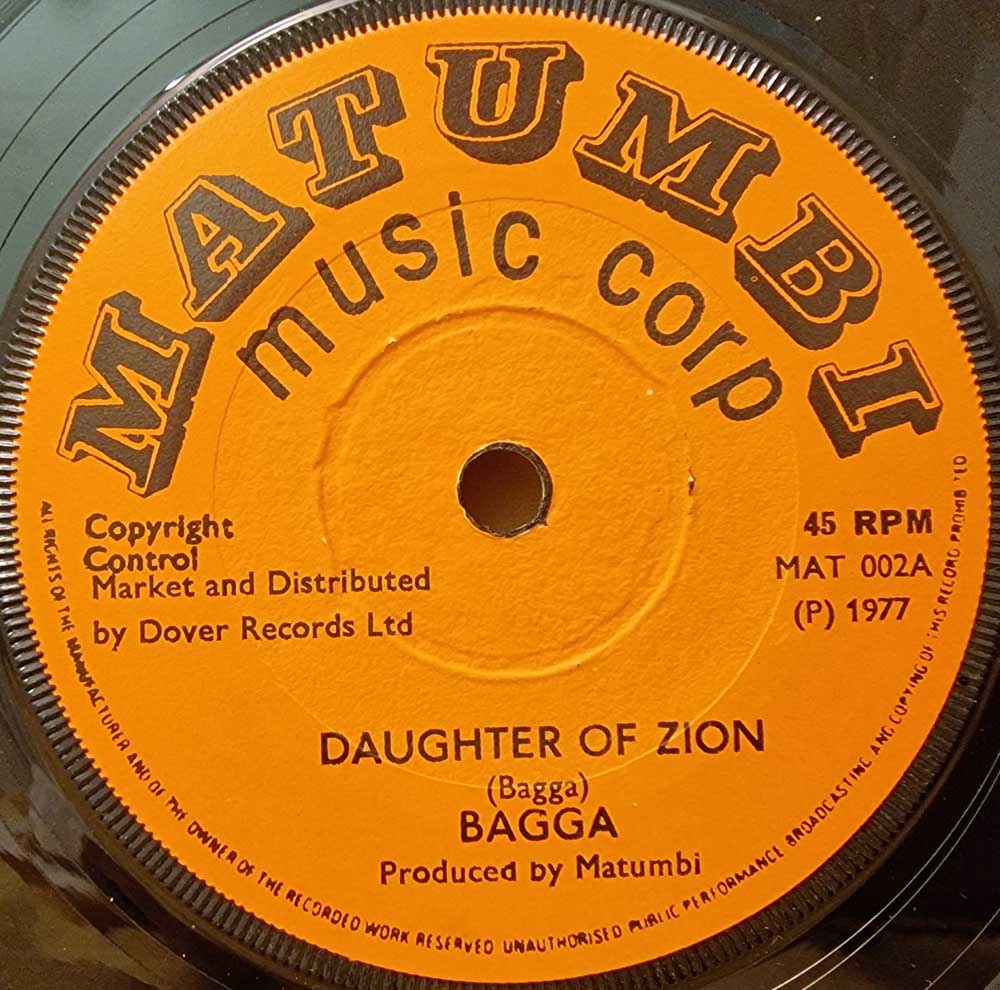 MATUMBI
music corp
Copyright
Control
Market and Distributed
by Dover Records Ltd
45 RPM
MAT 002A
(P) 1977
DAUGHTER OF ZION
(Bagga)
BAGGA
Produced by Matumbi
ALL RIGHTS OF THE MANUFACTURER AND OF THE OWNER OF THE RECORDED WORK RESERVED UNAUTHORISED PUBLIC PERFORMANCE BROADCASTING AND COPYING OF THIS RECORD PROHIBITED